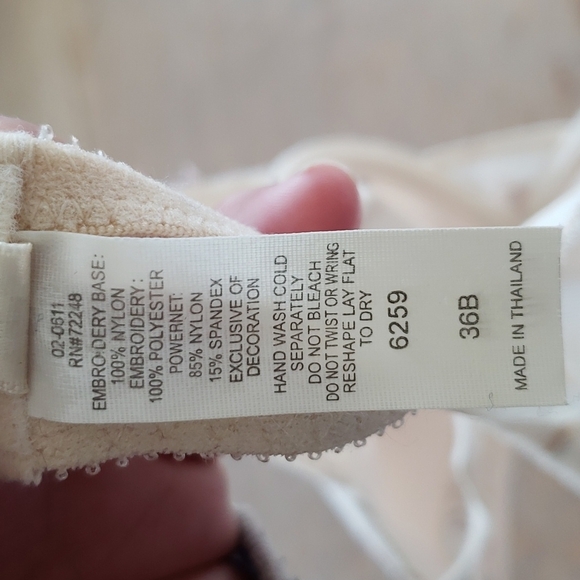 02-0611
RN#72248
EMBROIDERY BASE:
100% NYLON
EMBROIDERY:
100% POLYESTER
POWERNET:
85% NYLON
15% SPANDEX
EXCLUSIVE OF
DECORATION
HAND WASH COLD
SEPARATELY
DO NOT BLEACH
DO NOT TWIST OR WRING
RESHAPE LAY FLAT
TO DRY
6259
36B
MADE IN THAILAND